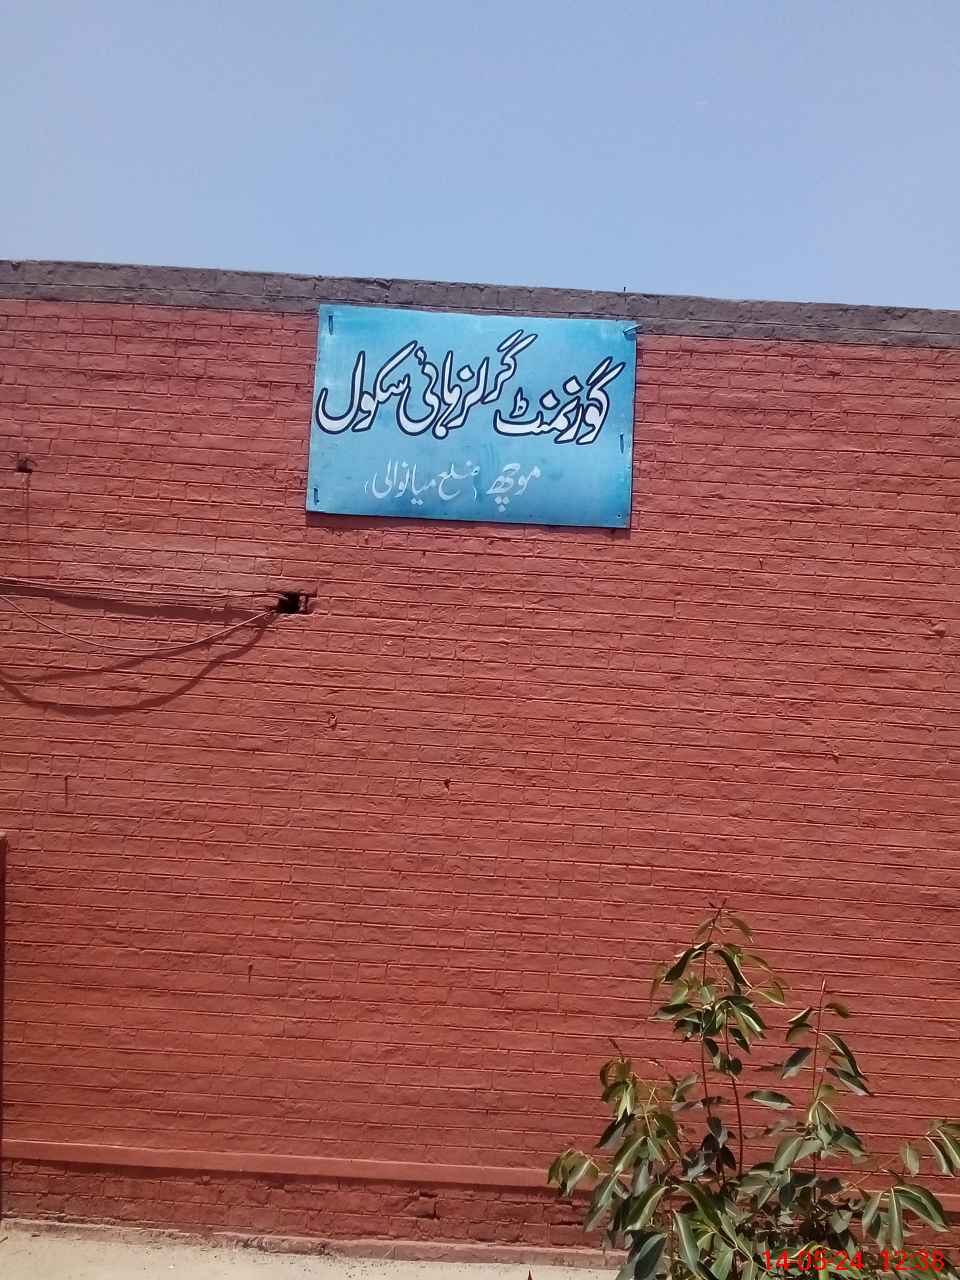 گورنمنٹ گرلز ہائی سکول
موچھ (ضلع میانوالی)
14-05-24 12:38